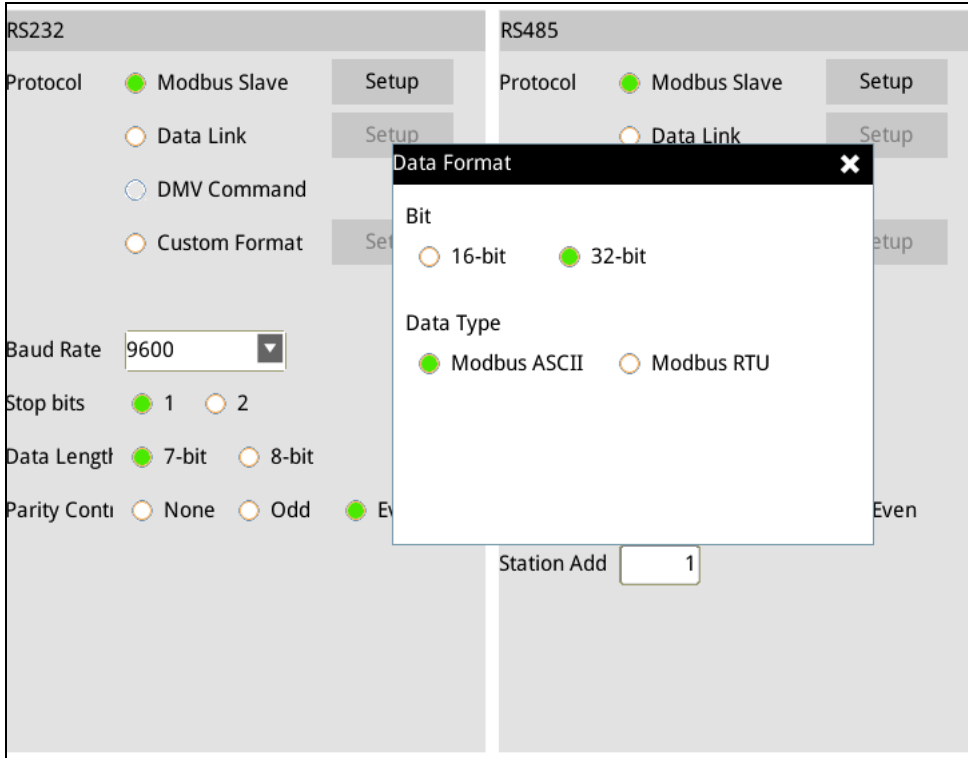 RS232
Protocol Modbus Slave Setup
Data Link Setup
DMV Command
Custom Format
Baud Rate 9600
Stop bits 1 2
Data Lengt 7-bit 8-bit
Parity Cont None Odd
RS485
Protocol Modbus Slave Setup
Data Link Setup
Even
Station Add 1
Data Format
Bit
16-bit 32-bit
Data Type
Modbus ASCII Modbus RTU